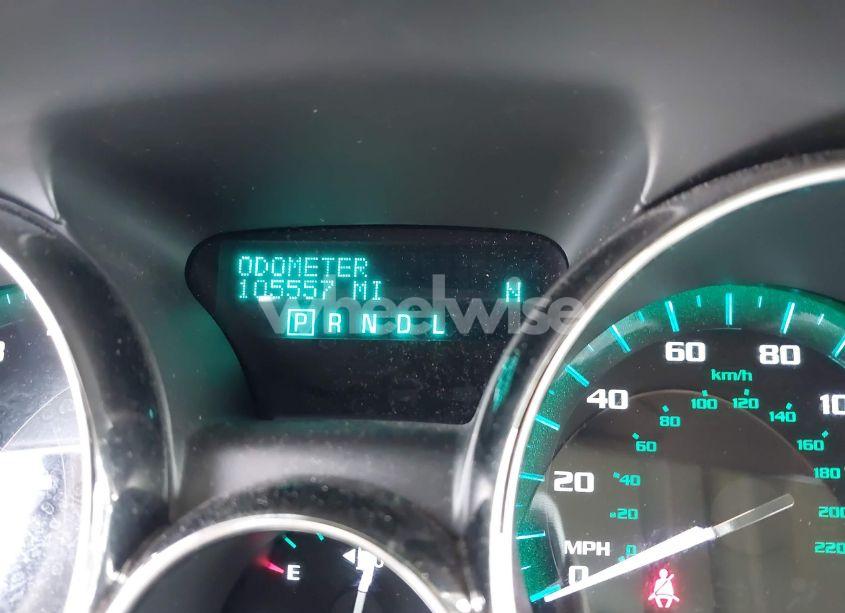 ODOMETER
105557 MI N
P R N D L
wheelwise
60 80
km/h
40 100 120
80 140
60 160
20 40 180
20 200
MPH 0 220
0
E